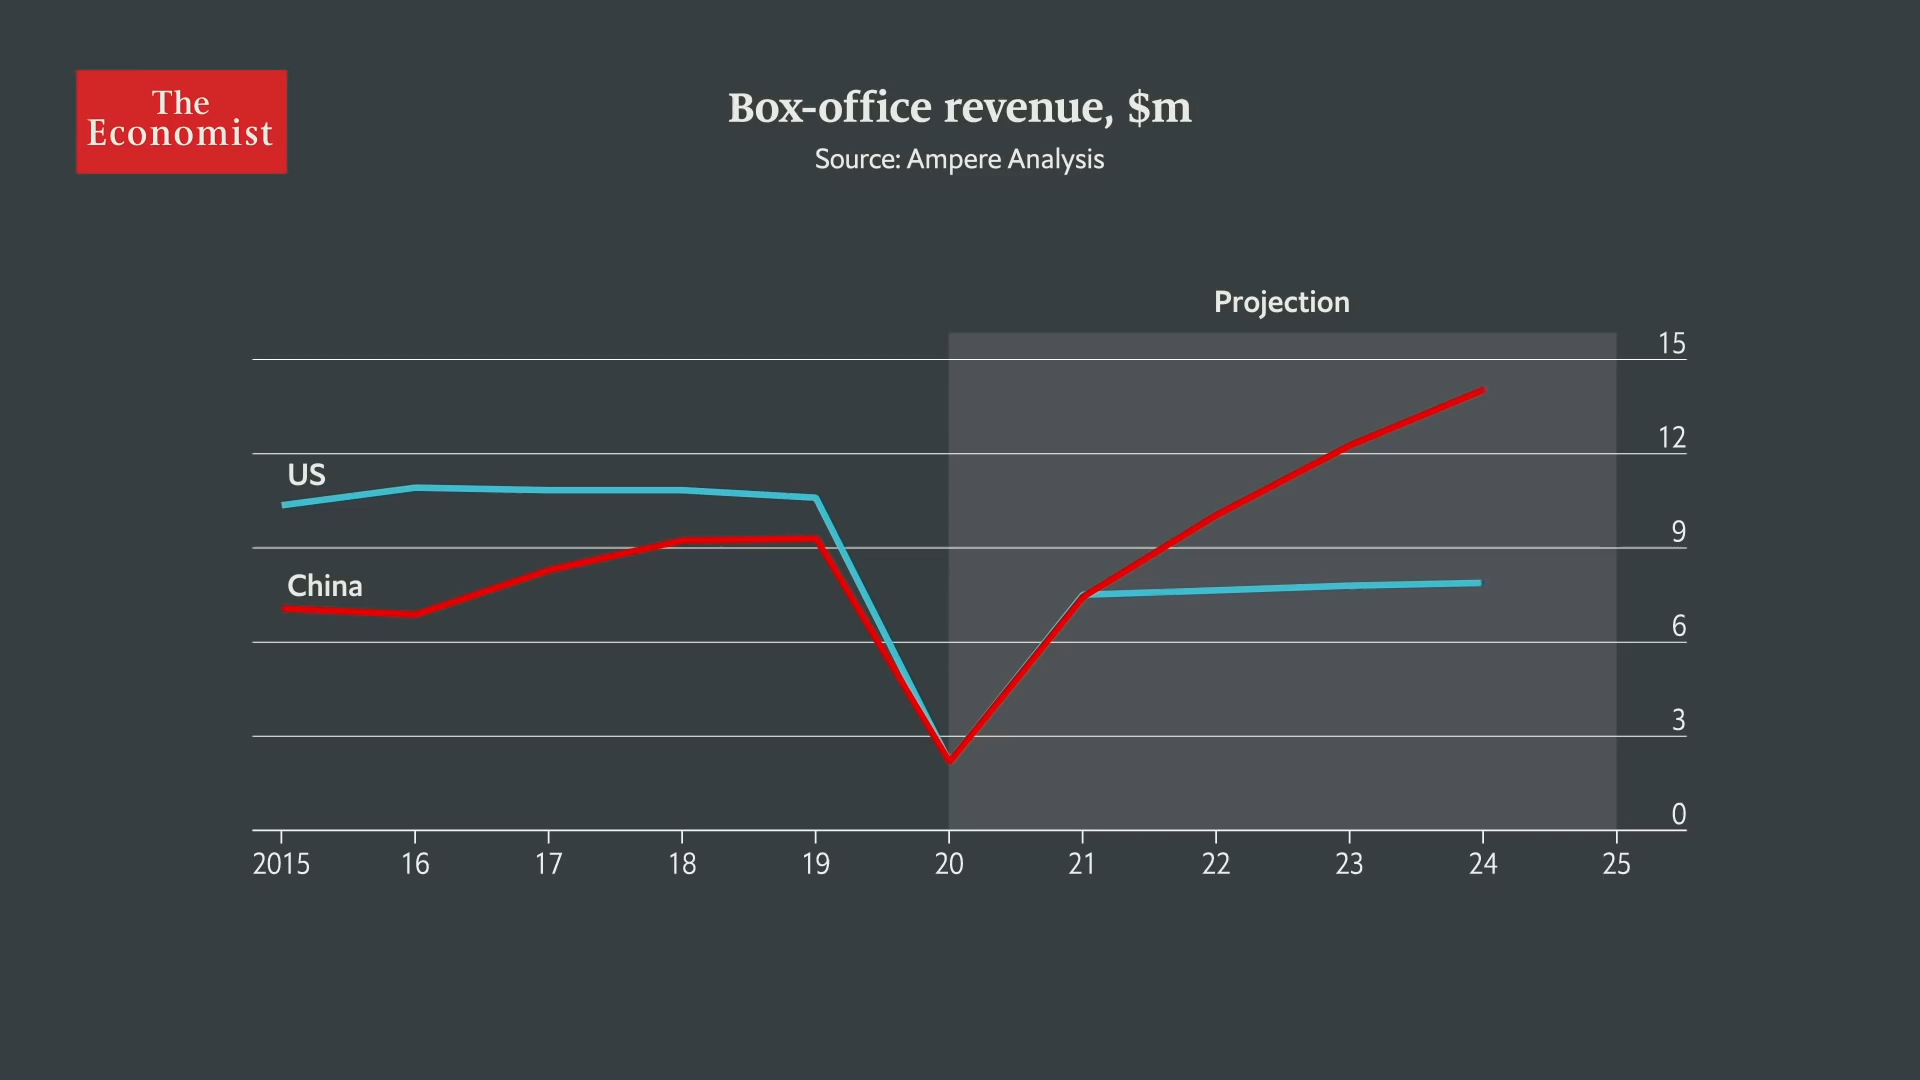 The
Economist
Box-office revenue, $m
Source: Ampere Analysis
Projection
15
12
US
9
China
6
3
0
2015 16 17 18 19 20 21 22 23 24 25